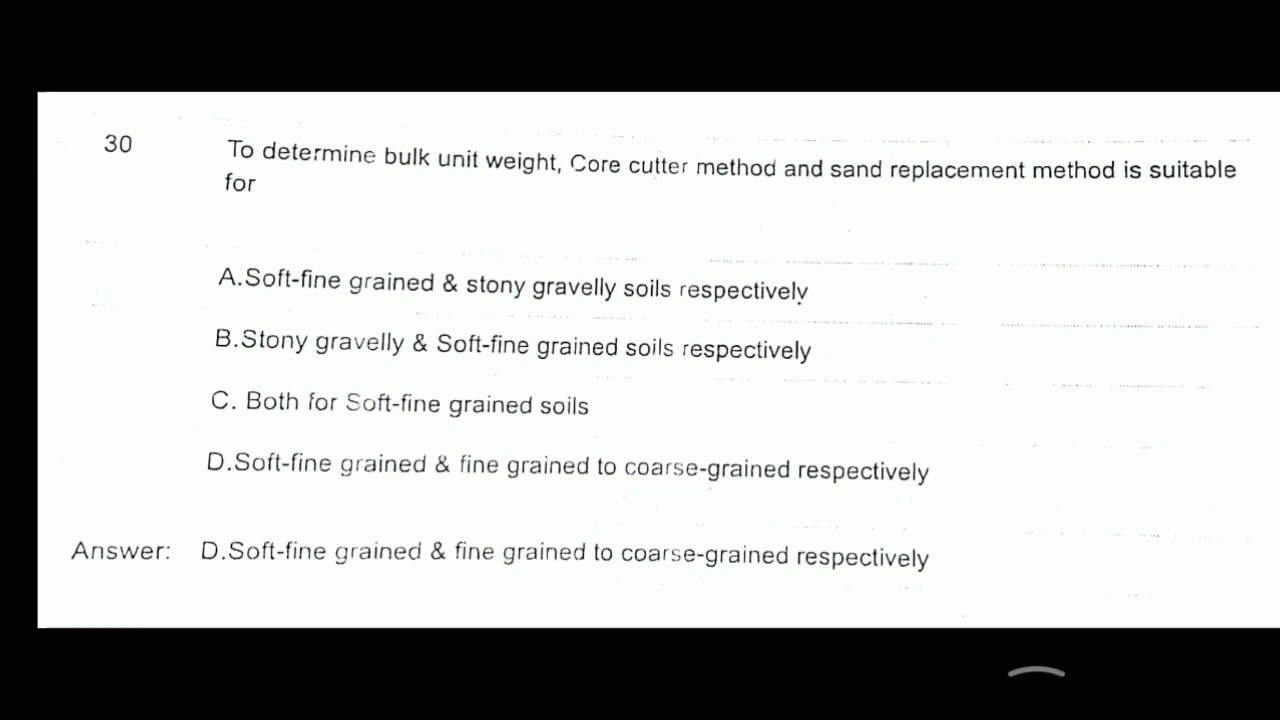 30
To determine bulk unit weight, Core cutter method and sand replacement method is suitable
for
A.Soft-fine grained & stony gravelly soils respectively
B.Stony gravelly & Soft-fine grained soils respectively
C. Both for Soft-fine grained soils
D.Soft-fine grained & fine grained to coarse-grained respectively
Answer: D.Soft-fine grained & fine grained to coarse-grained respectively